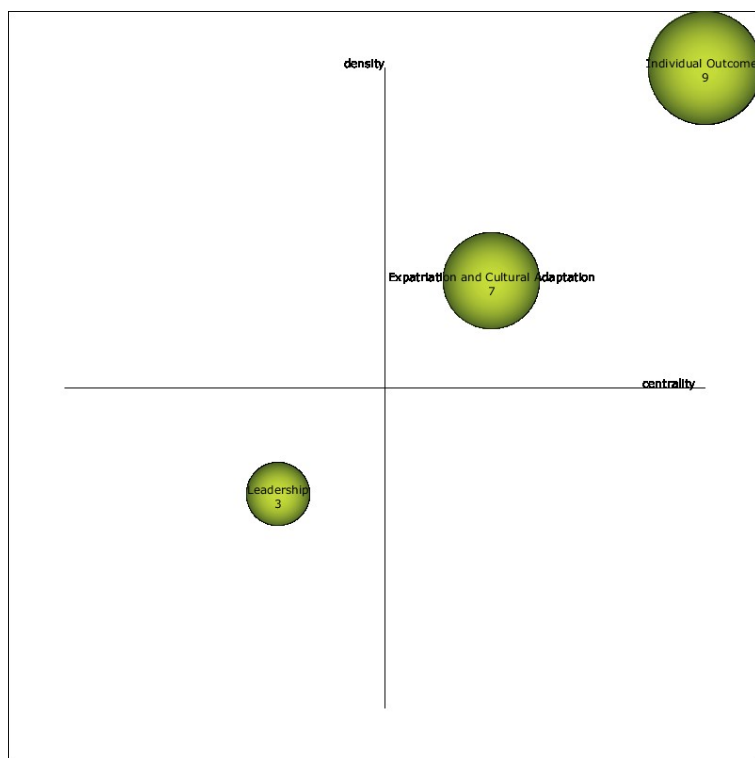 density
Individual Outcome
9
Expatriation and Cultural Adaptation
7
centrality
Leadership
3